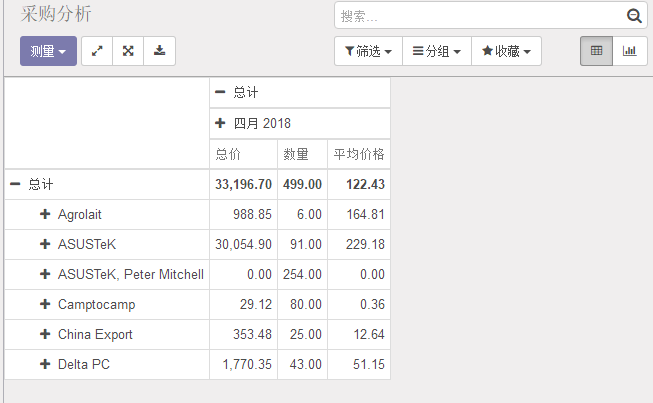 采购分析
搜索...
测量
筛选 分组 收藏
总计
四月 2018
总价 数量 平均价格
总计 33,196.70 499.00 122.43
Agrolait 988.85 6.00 164.81
ASUSTeK 30,054.90 91.00 229.18
ASUSTeK, Peter Mitchell 0.00 254.00 0.00
Camptocamp 29.12 80.00 0.36
China Export 353.48 25.00 12.64
Delta PC 1,770.35 43.00 51.15